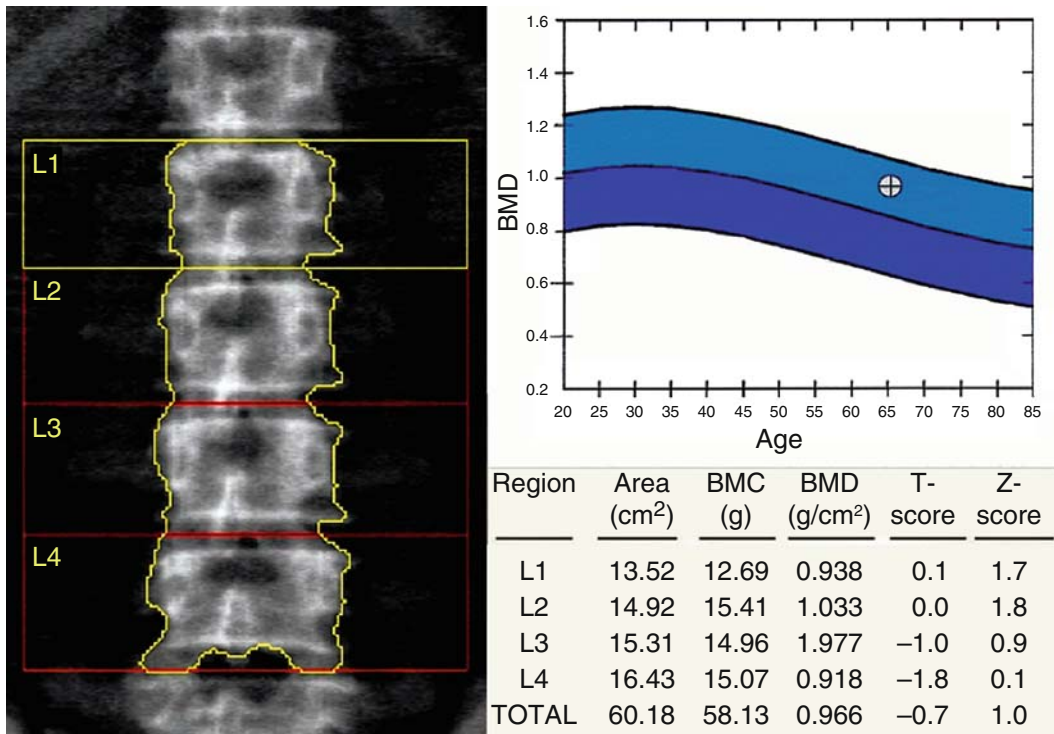 L1
L2
L3
L4
1.6
1.4
1.2
1.0
0.8
0.6
0.4
0.2
BMD
20 25 30 35 40 45 50 55 60 65 70 75 80 85
Age
Region Area (cm²) BMC (g) BMD (g/cm²) T-score Z-score
L1 13.52 12.69 0.938 0.1 1.7
L2 14.92 15.41 1.033 0.0 1.8
L3 15.31 14.96 1.977 –1.0 0.9
L4 16.43 15.07 0.918 –1.8 0.1
TOTAL 60.18 58.13 0.966 –0.7 1.0